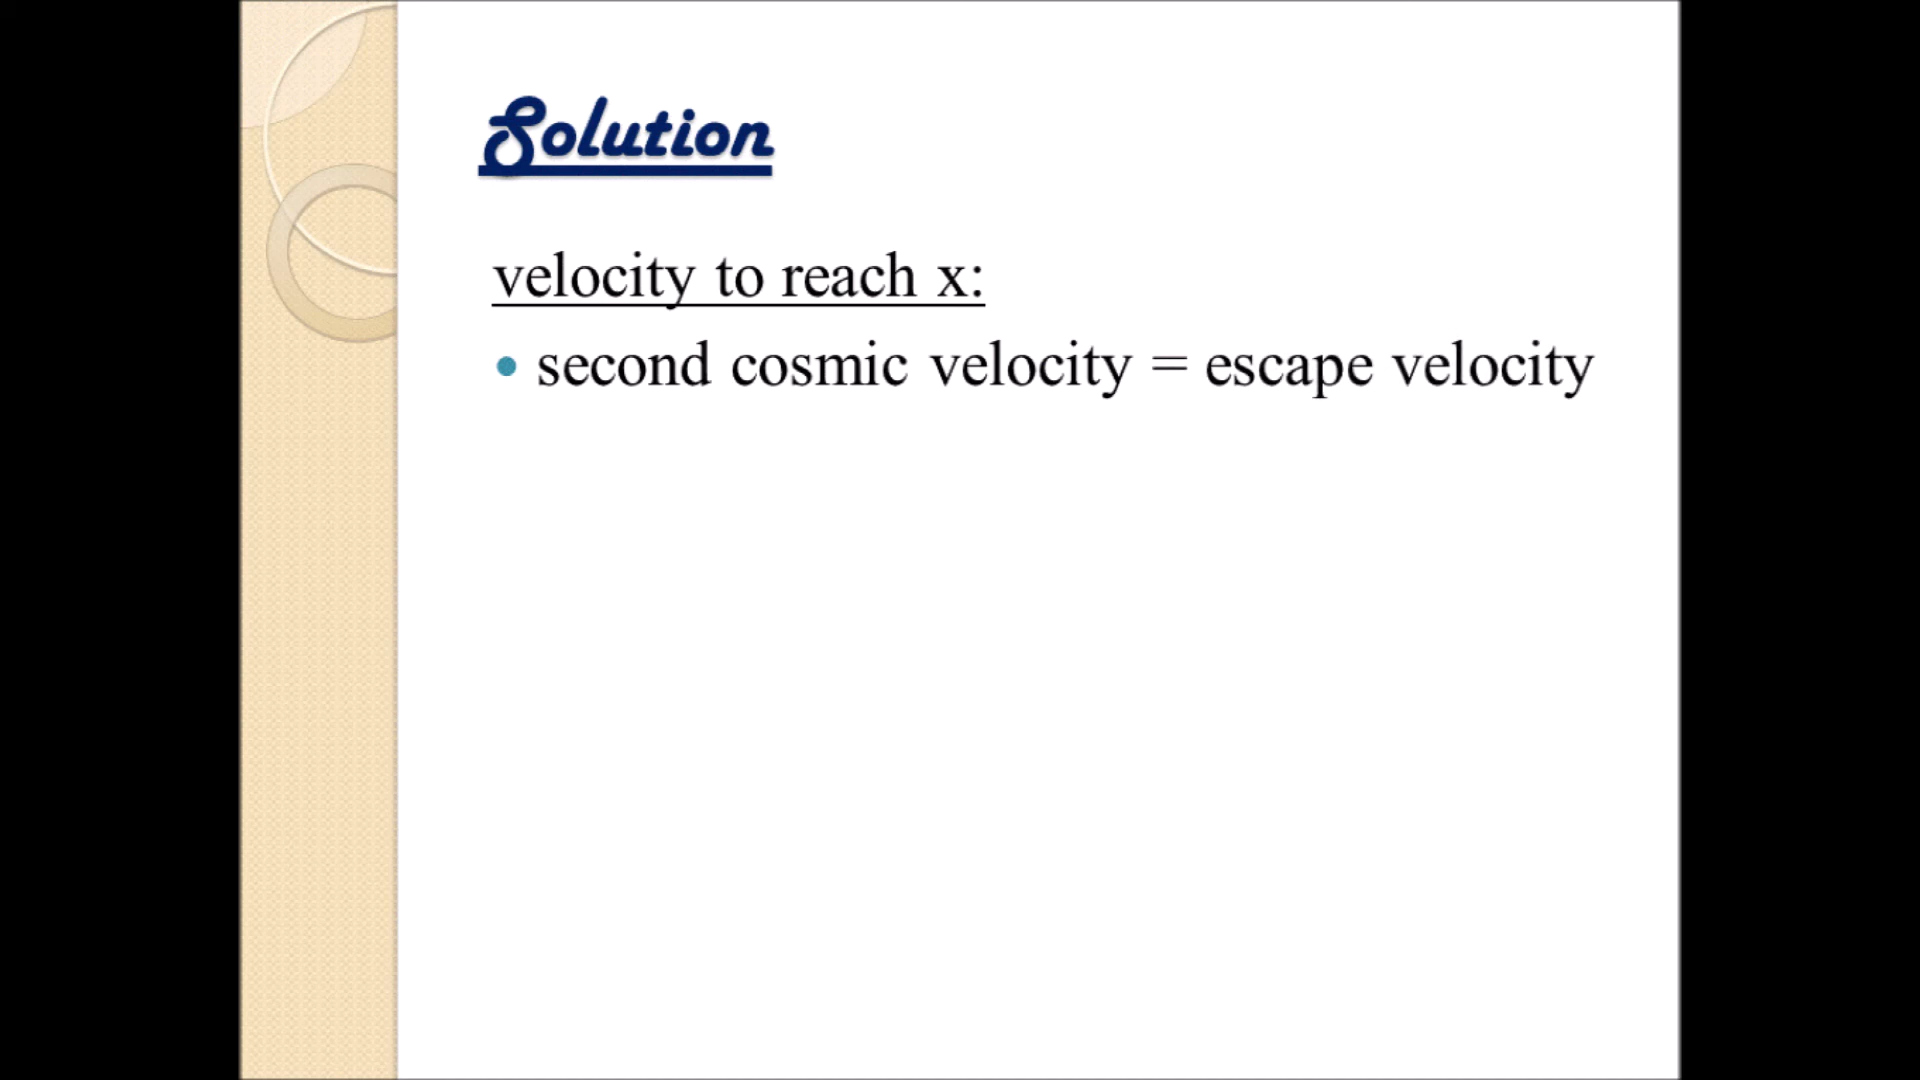 Solution
velocity to reach x:
• second cosmic velocity = escape velocity